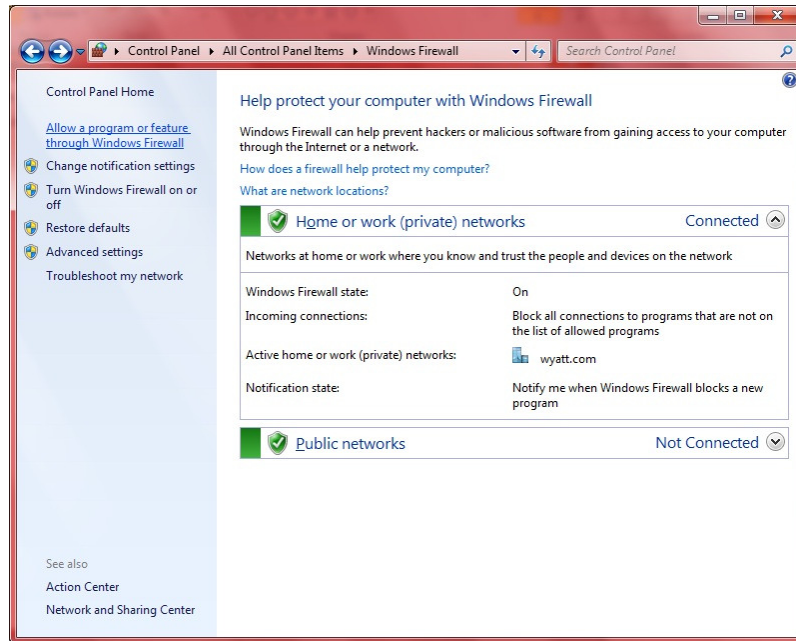 Control Panel ▸ All Control Panel Items ▸ Windows Firewall
Search Control Panel
Control Panel Home
Allow a program or feature
through Windows Firewall
Change notification settings
Turn Windows Firewall on or
off
Restore defaults
Advanced settings
Troubleshoot my network
See also
Action Center
Network and Sharing Center
Help protect your computer with Windows Firewall
Windows Firewall can help prevent hackers or malicious software from gaining access to your computer
through the Internet or a network.
How does a firewall help protect my computer?
What are network locations?
Home or work (private) networks Connected
Networks at home or work where you know and trust the people and devices on the network
Windows Firewall state: On
Incoming connections: Block all connections to programs that are not on
the list of allowed programs
Active home or work (private) networks: wyatt.com
Notification state: Notify me when Windows Firewall blocks a new
program
Public networks Not Connected